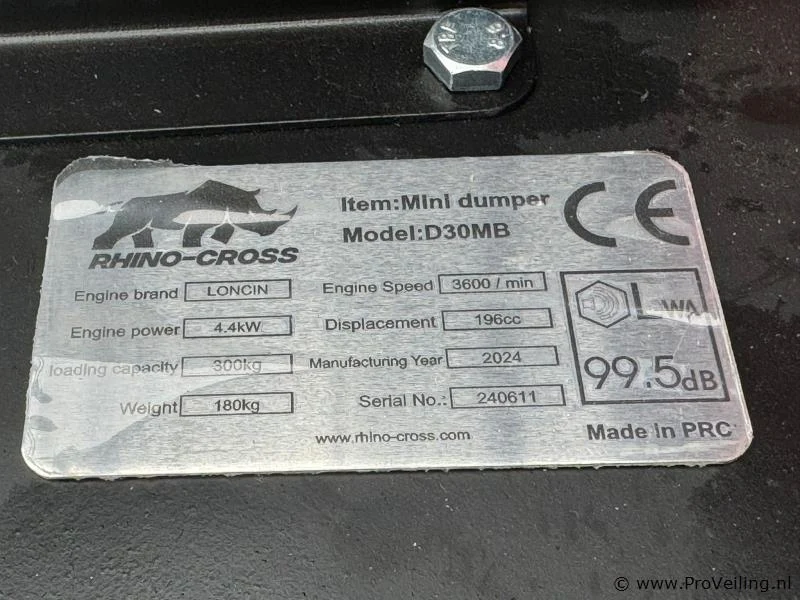 Item:MIni dumper
Model:D30MB
CE
RHINO-CROSS
Engine brand LONCIN
Engine Speed 3600 / min
Engine power 4.4kW
Displacement 196cc
loading capacity 300kg
Manufacturing Year 2024
Weight 180kg
Serial No.: 240611
LWA
99.5dB
www.rhino-cross.com
Made in PRC
© www.ProVeiling.nl